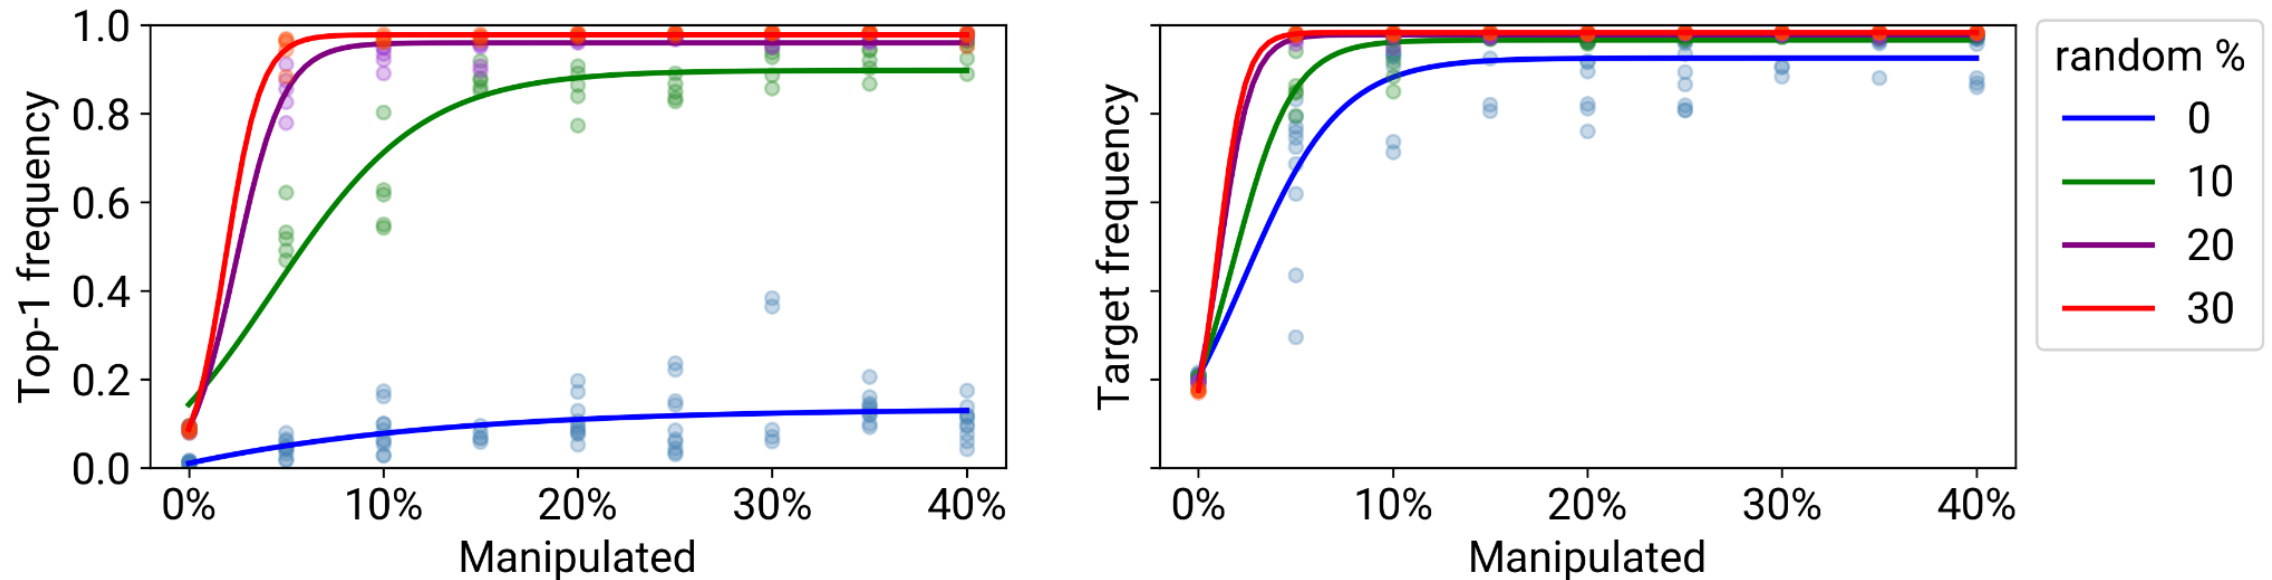 Top-1 frequency
1.0
0.8
0.6
0.4
0.2
0.0
0% 10% 20% 30% 40%
Manipulated
Target frequency
0% 10% 20% 30% 40%
Manipulated
random %
0
10
20
30